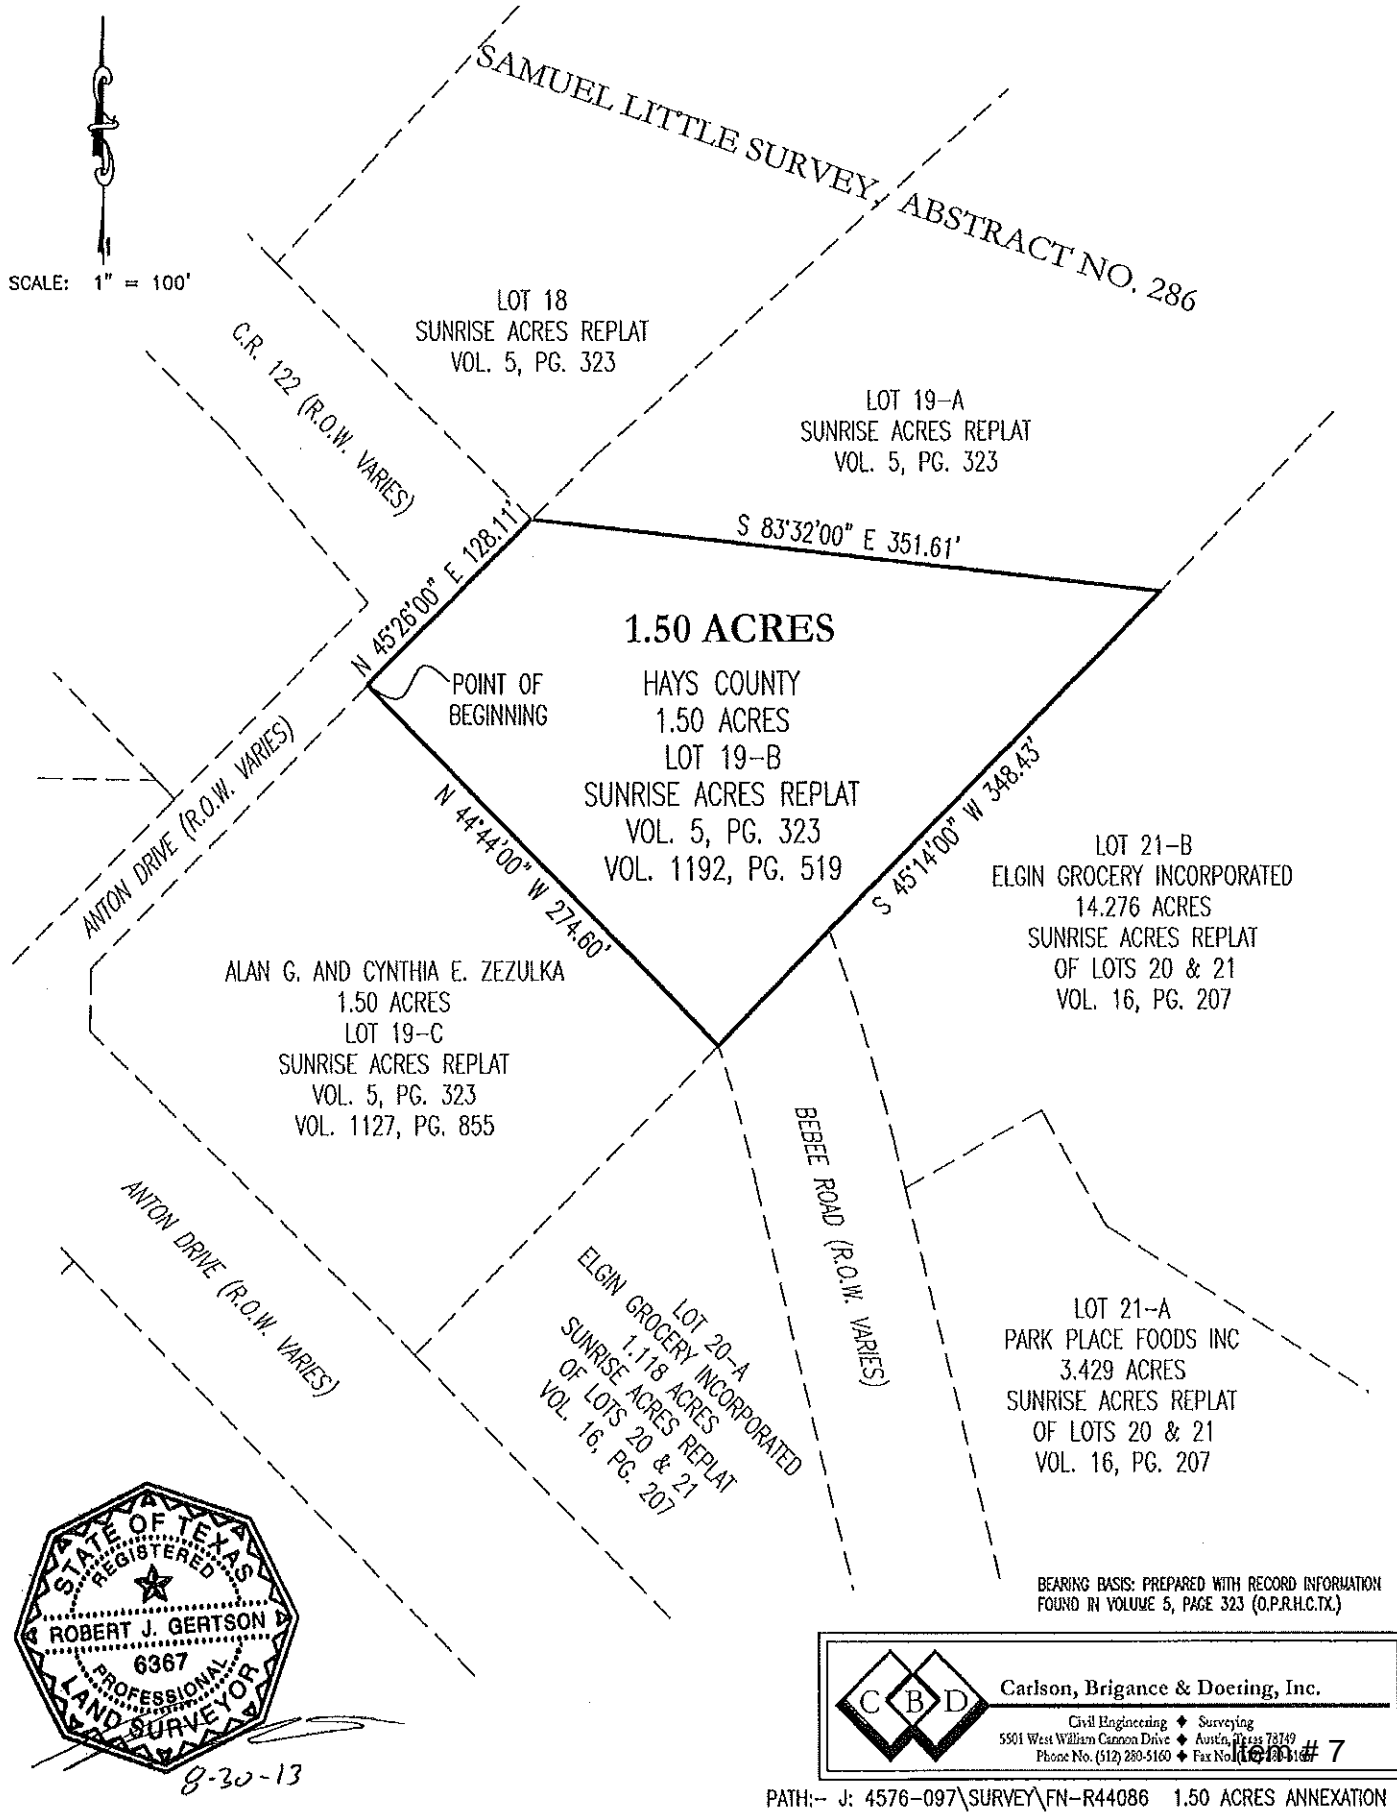 SAMUEL LITTLE SURVEY, ABSTRACT NO. 286
SCALE: 1" = 100'
LOT 18
SUNRISE ACRES REPLAT
VOL. 5, PG. 323
C.R. 122 (R.O.W. VARIES)
LOT 19-A
SUNRISE ACRES REPLAT
VOL. 5, PG. 323
N 45°26'00" E 128.11'
S 83°32'00" E 351.61'
1.50 ACRES
POINT OF
BEGINNING
HAYS COUNTY
1.50 ACRES
LOT 19-B
SUNRISE ACRES REPLAT
VOL. 5, PG. 323
VOL. 1192, PG. 519
ANTON DRIVE (R.O.W. VARIES)
N 44°44'00" W 274.60'
S 45°14'00" W 348.43'
LOT 21-B
ELGIN GROCERY INCORPORATED
14.276 ACRES
SUNRISE ACRES REPLAT
OF LOTS 20 & 21
VOL. 16, PG. 207
ALAN G. AND CYNTHIA E. ZEZULKA
1.50 ACRES
LOT 19-C
SUNRISE ACRES REPLAT
VOL. 5, PG. 323
VOL. 1127, PG. 855
BEBEE ROAD (R.O.W. VARIES)
ANTON DRIVE (R.O.W. VARIES)
LOT 20-A
ELGIN GROCERY INCORPORATED
1.118 ACRES
SUNRISE ACRES REPLAT
OF LOTS 20 & 21
VOL. 16, PG. 207
LOT 21-A
PARK PLACE FOODS INC
3.429 ACRES
SUNRISE ACRES REPLAT
OF LOTS 20 & 21
VOL. 16, PG. 207
STATE OF TEXAS
REGISTERED
ROBERT J. GERTSON
6367
PROFESSIONAL
LAND SURVEYOR
8-30-13
BEARING BASIS: PREPARED WITH RECORD INFORMATION
FOUND IN VOLUME 5, PAGE 323 (O.P.R.H.C.TX.)
C B D
Carlson, Brigance & Doering, Inc.
Civil Engineering ♦ Surveying
5501 West William Cannon Drive ♦ Austin, Texas 78749
Phone No. (512) 280-5160 ♦ Fax No.
Item # 7
PATH:- J: 4576-097\SURVEY\FN-R44086 1.50 ACRES ANNEXATION